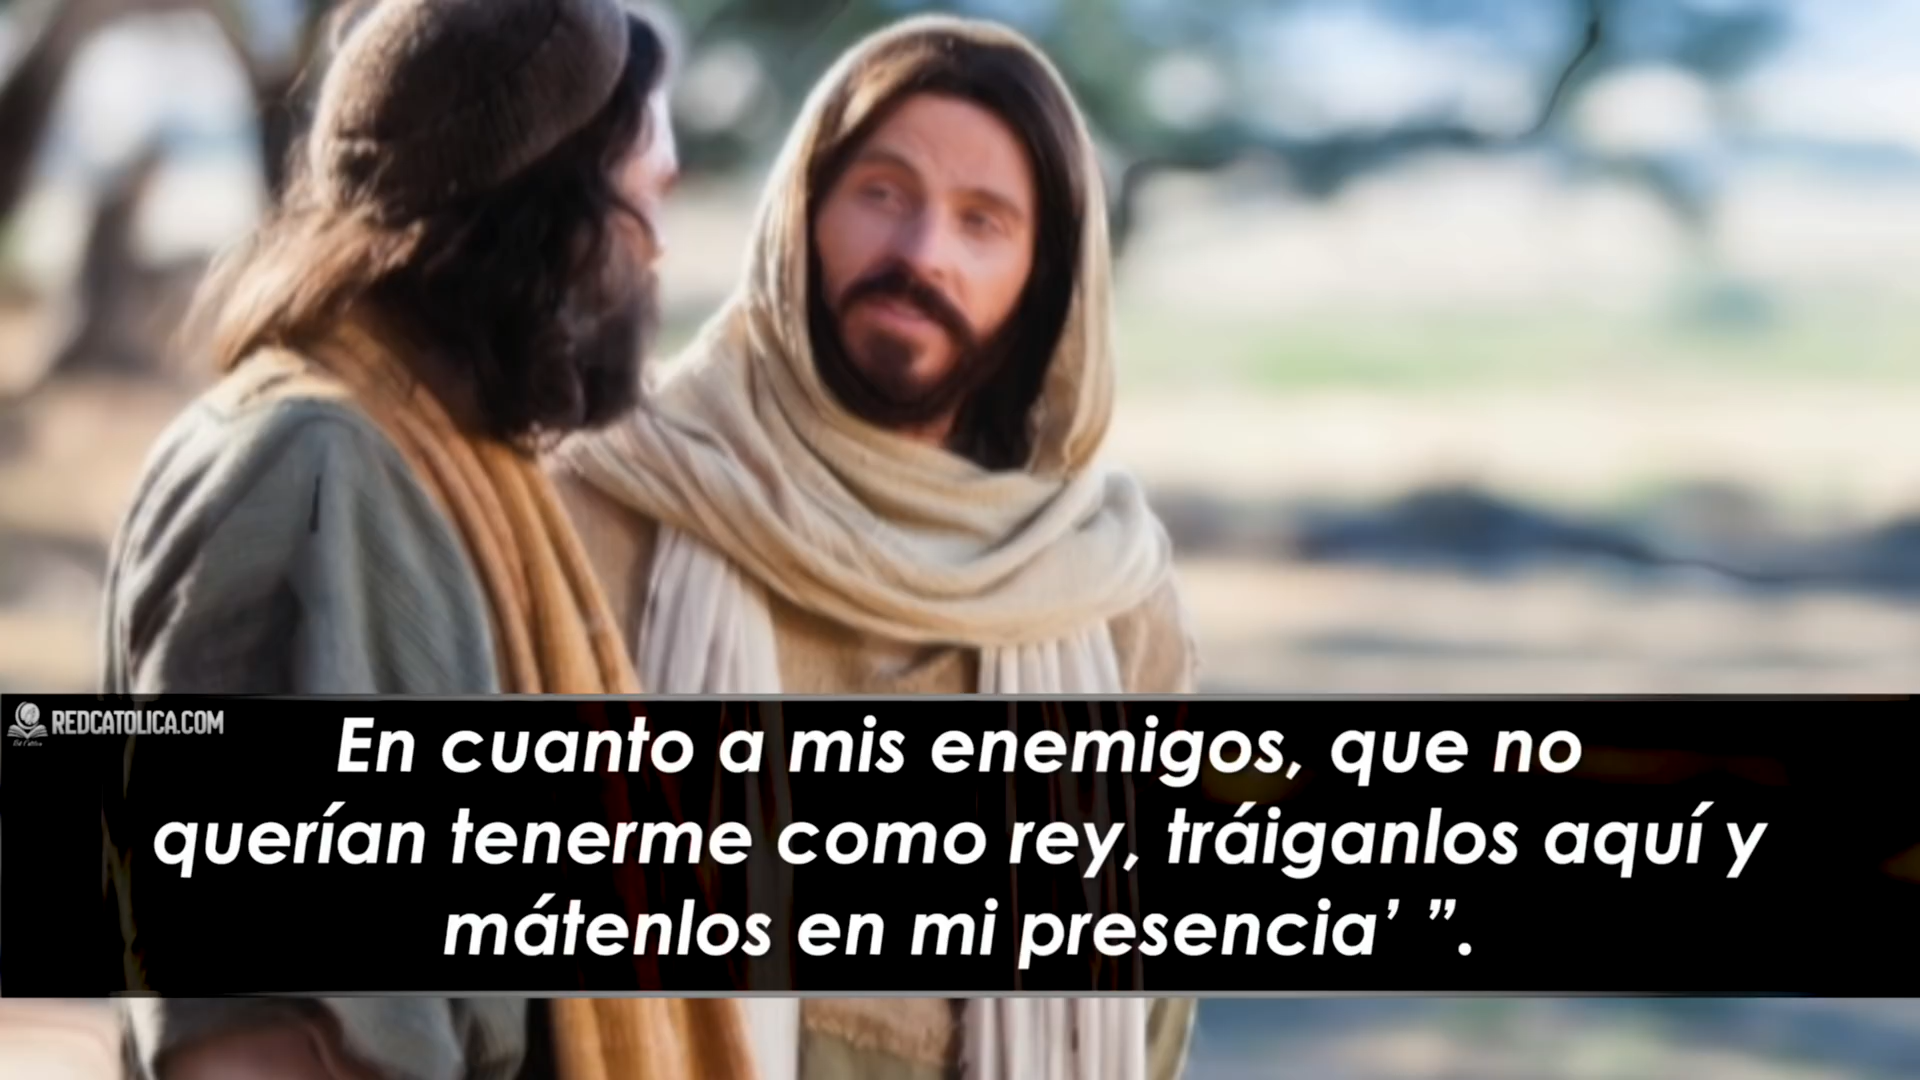 REDCATOLICA.COM
En cuanto a mis enemigos, que no
querían tenerme como rey, tráiganlos aquí y
mátenlos en mi presencia’ ”.